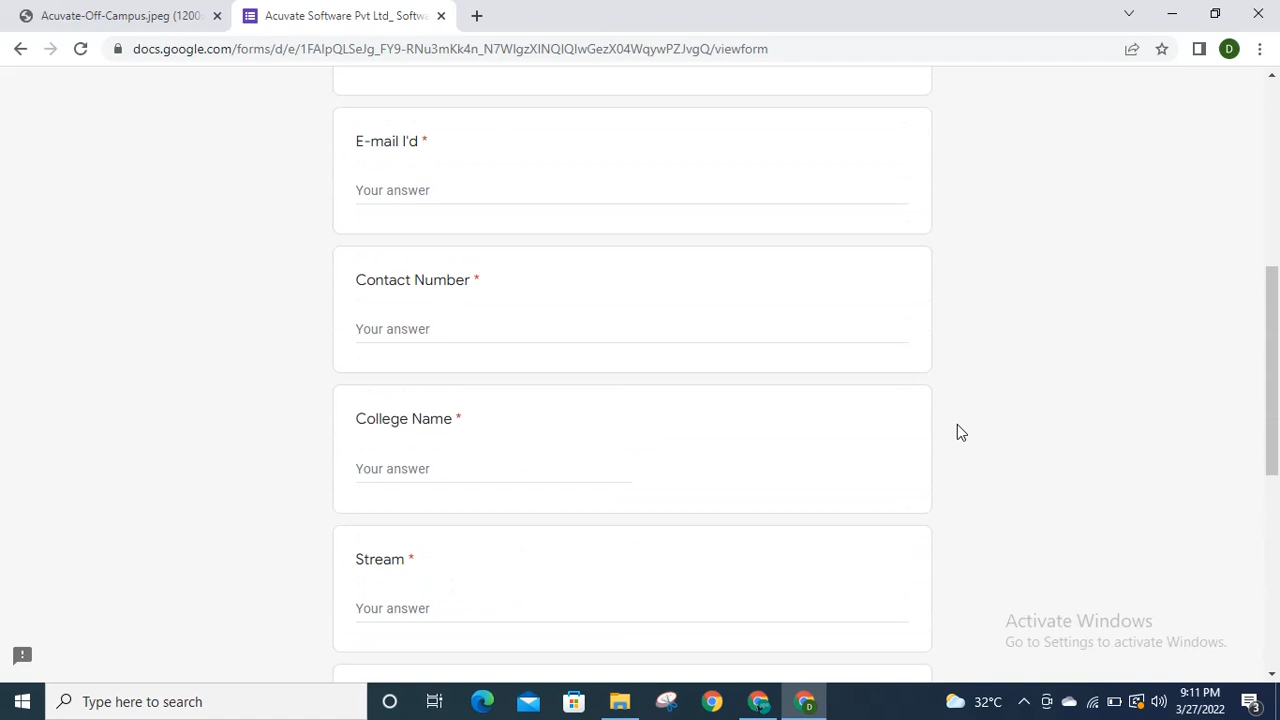 Acuvate-Off-Campus.jpeg (1200×
Acuvate Software Pvt Ltd_ Softw
docs.google.com/forms/d/e/1FAIpQLSeJg_FY9-RNu3mKk4n_N7WIgzXINQIQIwGezX04WqywPZJvgQ/viewform
D
E-mail I'd *
Your answer
Contact Number *
Your answer
College Name *
Your answer
Stream *
Your answer
Activate Windows
Go to Settings to activate Windows.
Type here to search
32°C
9:11 PM
3/27/2022
3